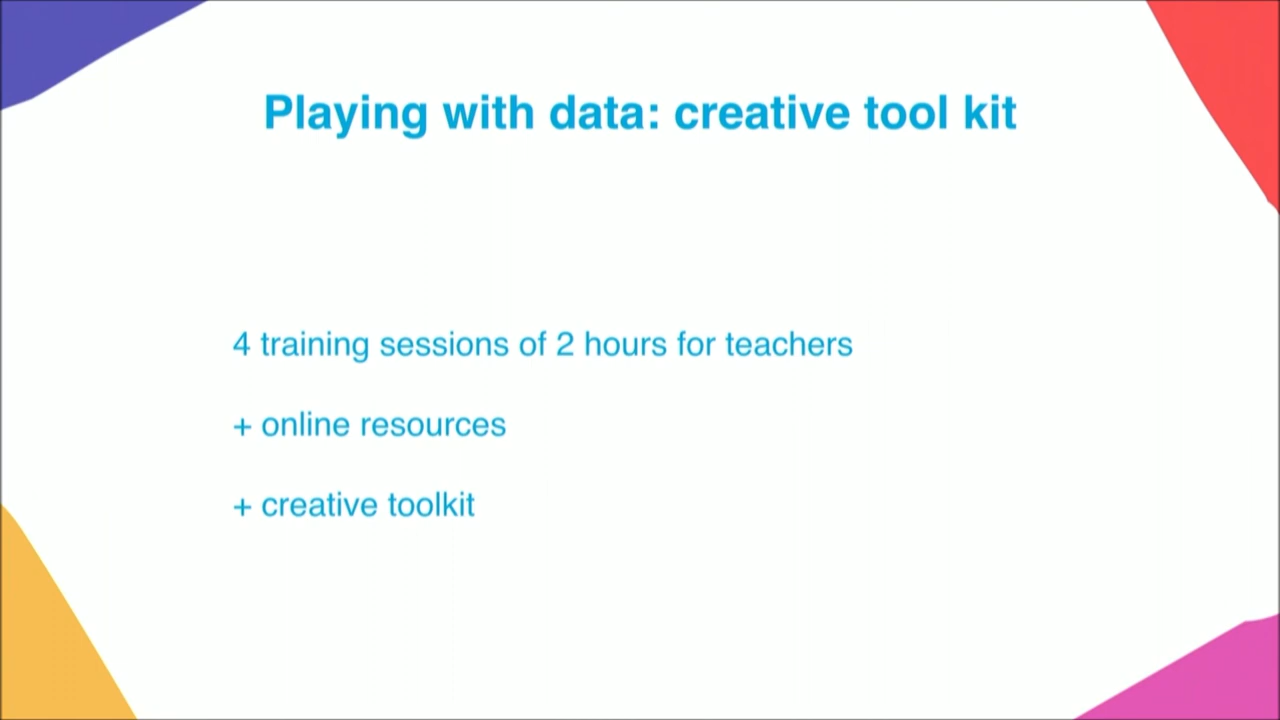 Playing with data: creative tool kit
4 training sessions of 2 hours for teachers
+ online resources
+ creative toolkit